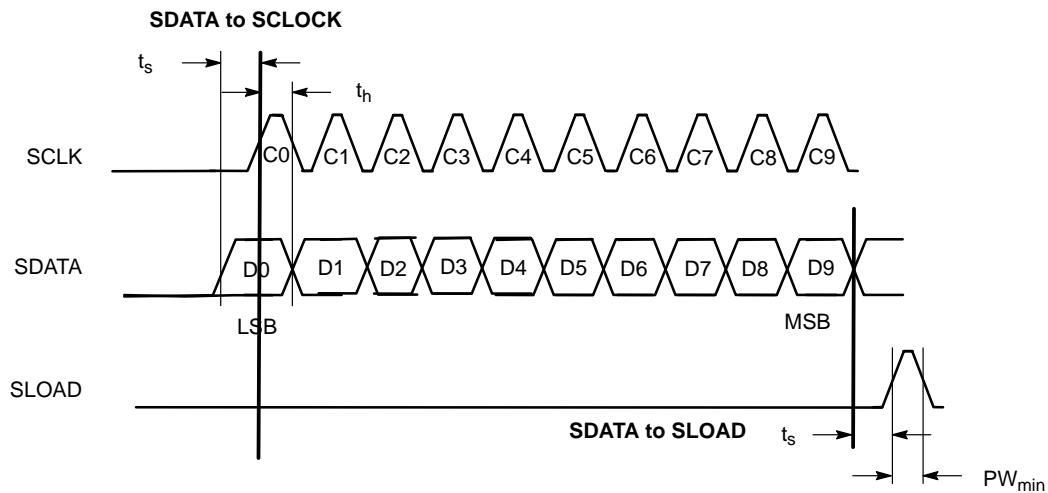 SDATA to SCLOCK
ts
th
SCLK
C0 C1 C2 C3 C4 C5 C6 C7 C8 C9
SDATA
D0 D1 D2 D3 D4 D5 D6 D7 D8 D9
LSB MSB
SLOAD
SDATA to SLOAD ts
PWmin